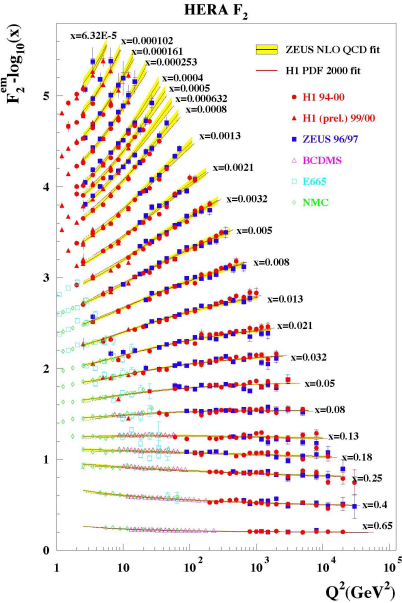 HERA F₂
F₂ᵉᵐ-log₁₀(x)
x=6.32E-5
x=0.000102
x=0.000161
x=0.000253
x=0.0004
x=0.0005
x=0.000632
x=0.0008
x=0.0013
x=0.0021
x=0.0032
x=0.005
x=0.008
x=0.013
x=0.021
x=0.032
x=0.05
x=0.08
x=0.13
x=0.18
x=0.25
x=0.4
x=0.65
ZEUS NLO QCD fit
H1 PDF 2000 fit
H1 94-00
H1 (prel.) 99/00
ZEUS 96/97
BCDMS
E665
NMC
5
4
3
2
1
0
1 10 10² 10³ 10⁴ 10⁵
Q²(GeV²)